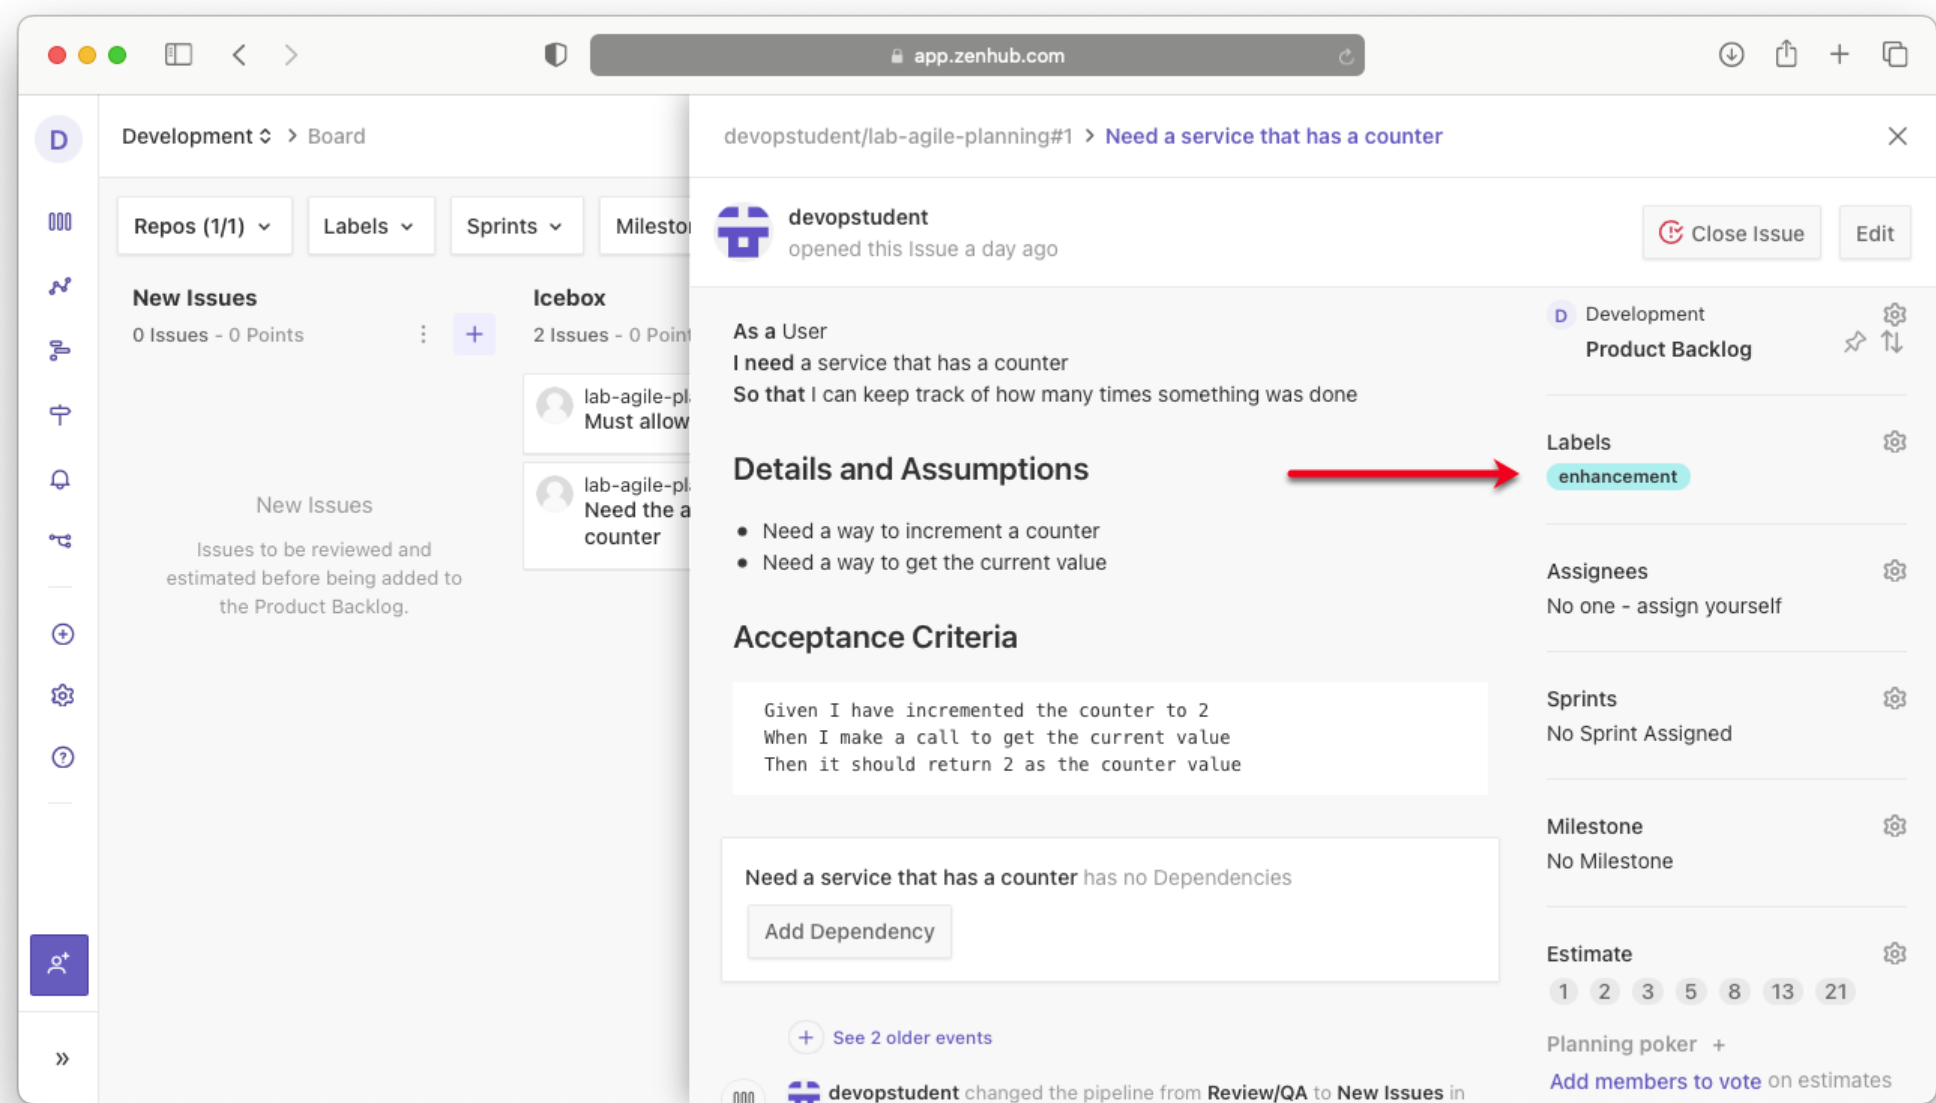 app.zenhub.com
D
Development > Board
devopstudent/lab-agile-planning#1 > Need a service that has a counter
Repos (1/1)
Labels
Sprints
devopstudent
opened this Issue a day ago
Close Issue
Edit
New Issues
0 Issues - 0 Points
Icebox
2 Issues - 0
Must allow
Need the
counter
New Issues
Issues to be reviewed and
estimated before being added to
the Product Backlog.
As a User
I need a service that has a counter
So that I can keep track of how many times something was done
Details and Assumptions
Need a way to increment a counter
Need a way to get the current value
Acceptance Criteria
Given I have incremented the counter to 2
When I make a call to get the current value
Then it should return 2 as the counter value
Need a service that has a counter has no Dependencies
Add Dependency
See 2 older events
devopstudent changed the pipeline from Review/QA to New Issues in
D Development
Product Backlog
Labels
enhancement
Assignees
No one - assign yourself
Sprints
No Sprint Assigned
Milestone
No Milestone
Estimate
1 2 3 5 8 13 21
Planning poker +
Add members to vote on estimates